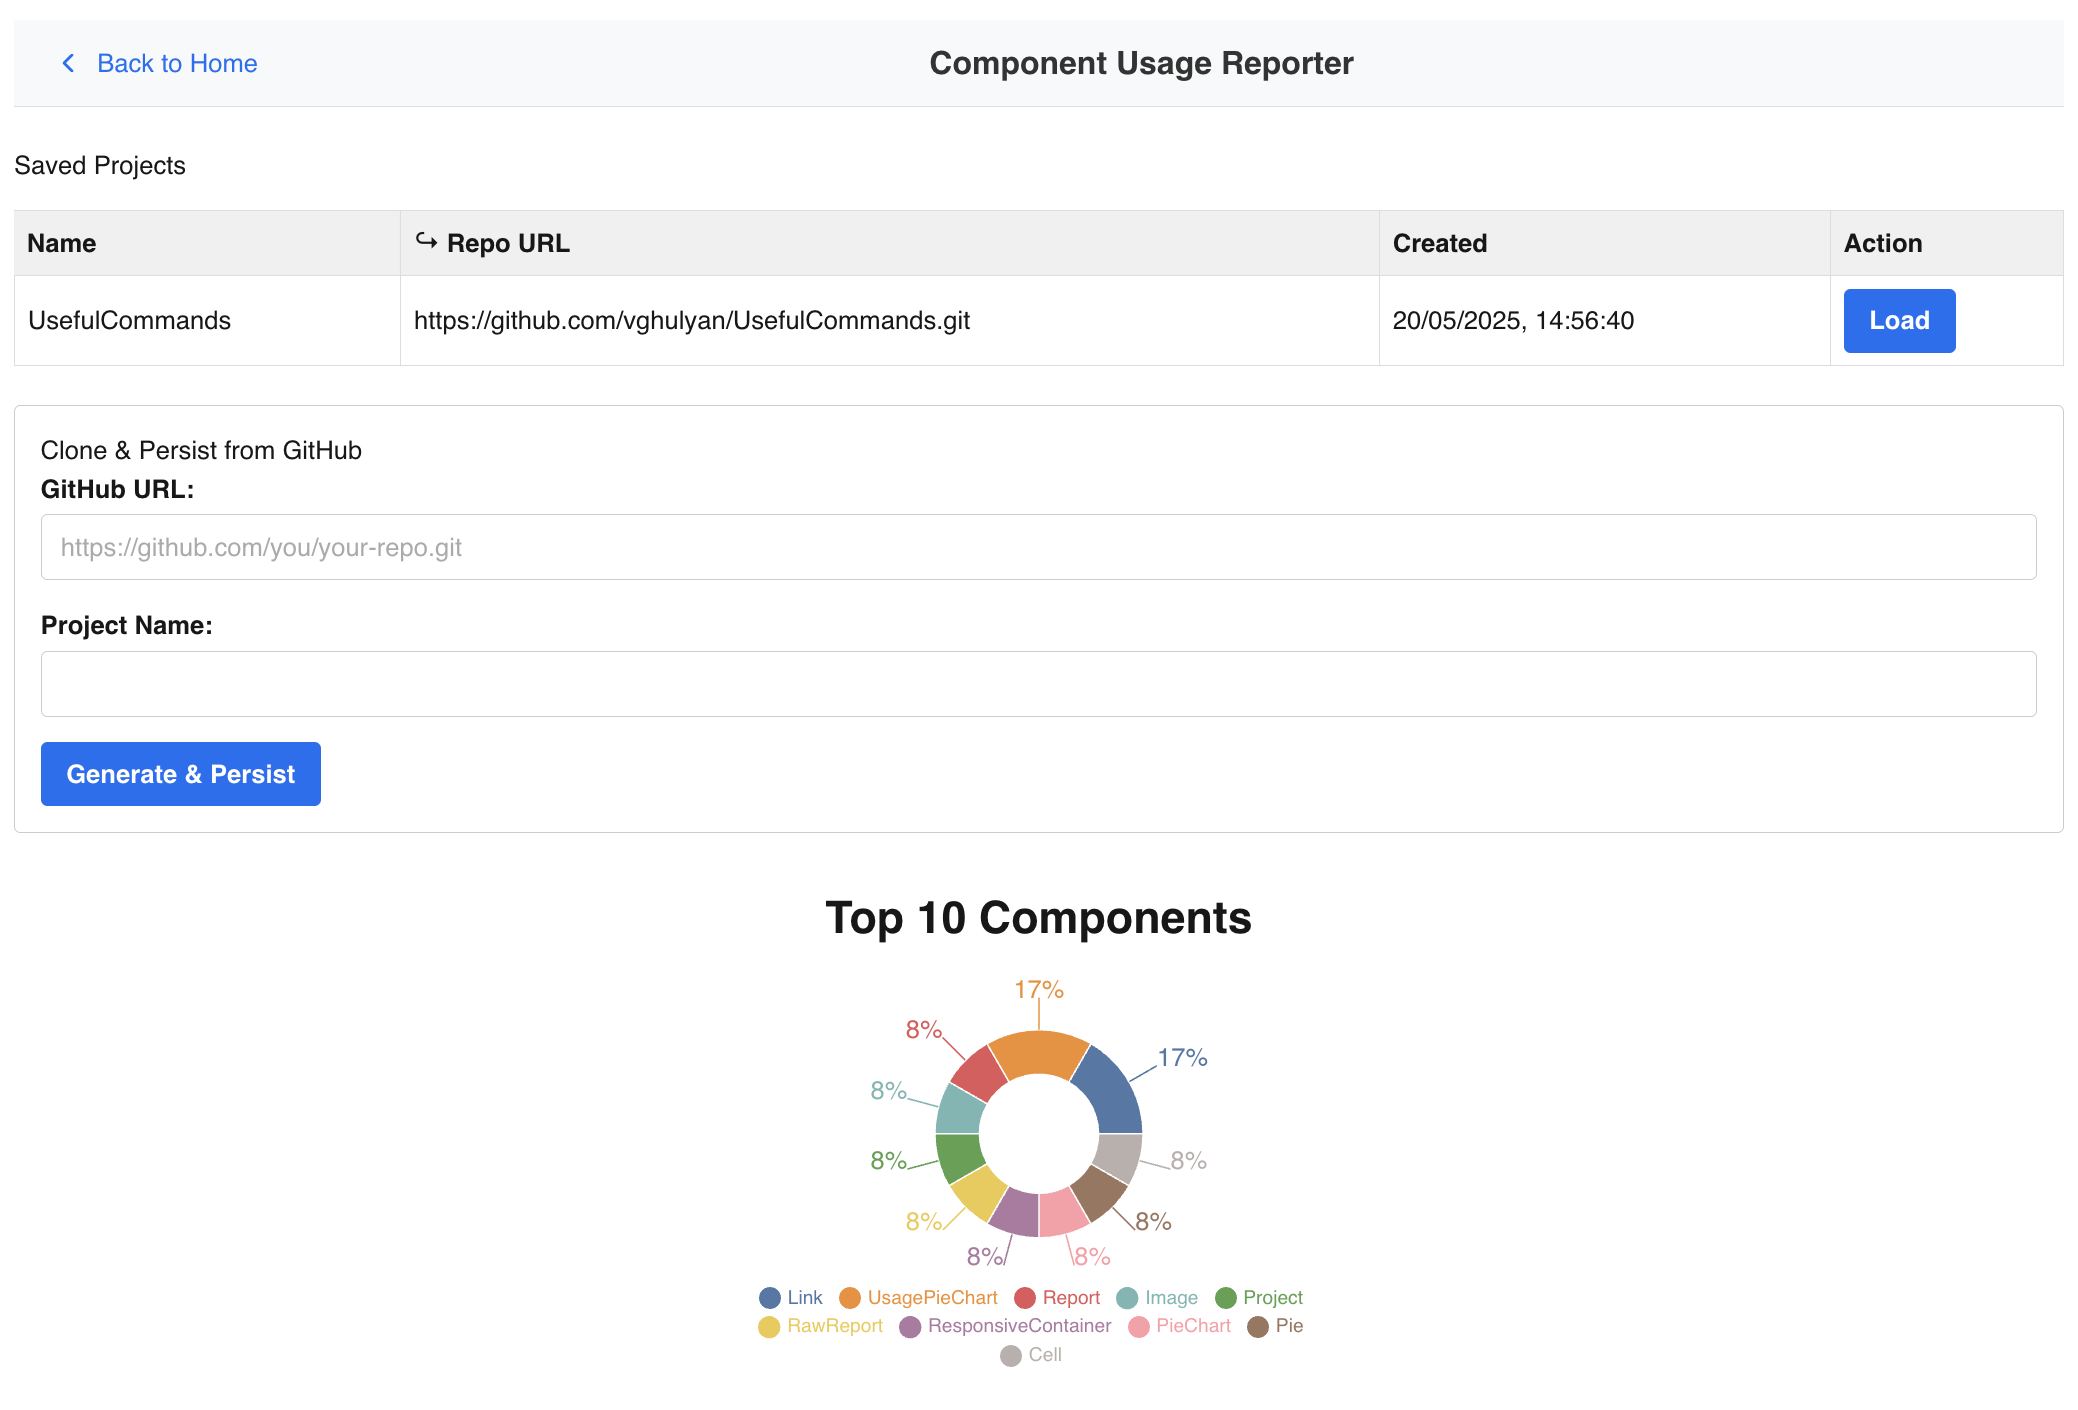 Back to Home
Component Usage Reporter
Saved Projects
Name
Repo URL
Created
Action
UsefulCommands
https://github.com/vghulyan/UsefulCommands.git
20/05/2025, 14:56:40
Load
Clone & Persist from GitHub
GitHub URL:
https://github.com/you/your-repo.git
Project Name:
Generate & Persist
Top 10 Components
17%
8%
17%
8%
8%
8%
8%
8%
8%
8%
Link
UsagePieChart
Report
Image
Project
RawReport
ResponsiveContainer
PieChart
Pie
Cell